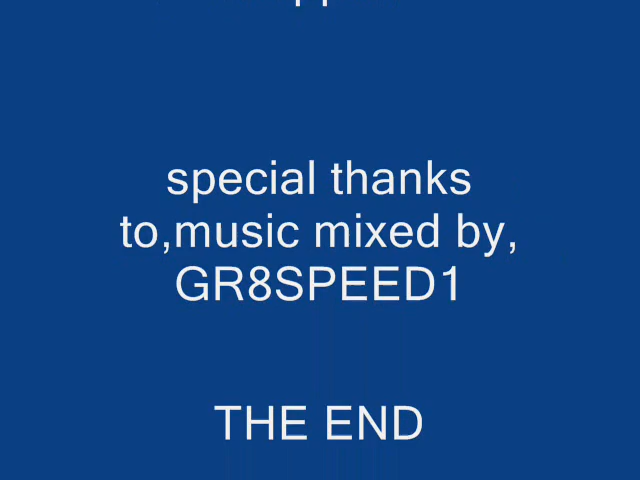 special thanks
to,music mixed by,
GR8SPEED1
THE END